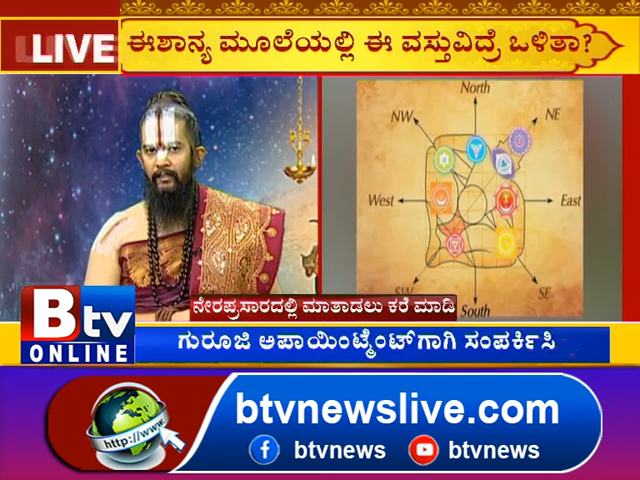 LIVE
ಈಶಾನ್ಯ ಮೂಲೆಯಲ್ಲಿ ಈ ವಸ್ತುವಿದ್ರೆ ಒಳಿತಾ?
North
NW
NE
West
East
SW
SE
South
ನೇರಪ್ರಸಾರದಲ್ಲಿ ಮಾತಾಡಲು ಕರೆ ಮಾಡಿ
Btv
ONLINE
ಗುರೂಜಿ ಅಪಾಯಿಂಟ್ಮೆಂಟ್‌ಗಾಗಿ ಸಂಪರ್ಕಿಸಿ
http://www.
btvnewslive.com
btvnews
btvnews